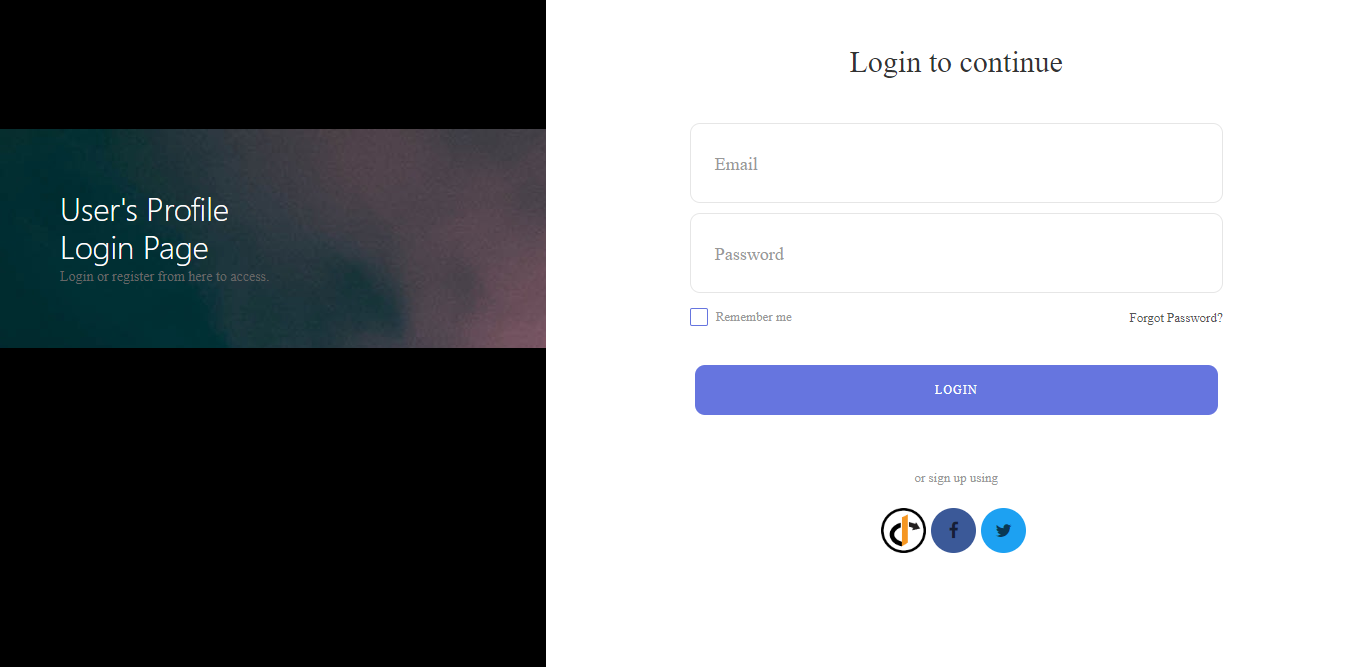 User's Profile
Login Page
Login or register from here to access.
Login to continue
Email
Password
Remember me
Forgot Password?
LOGIN
or sign up using